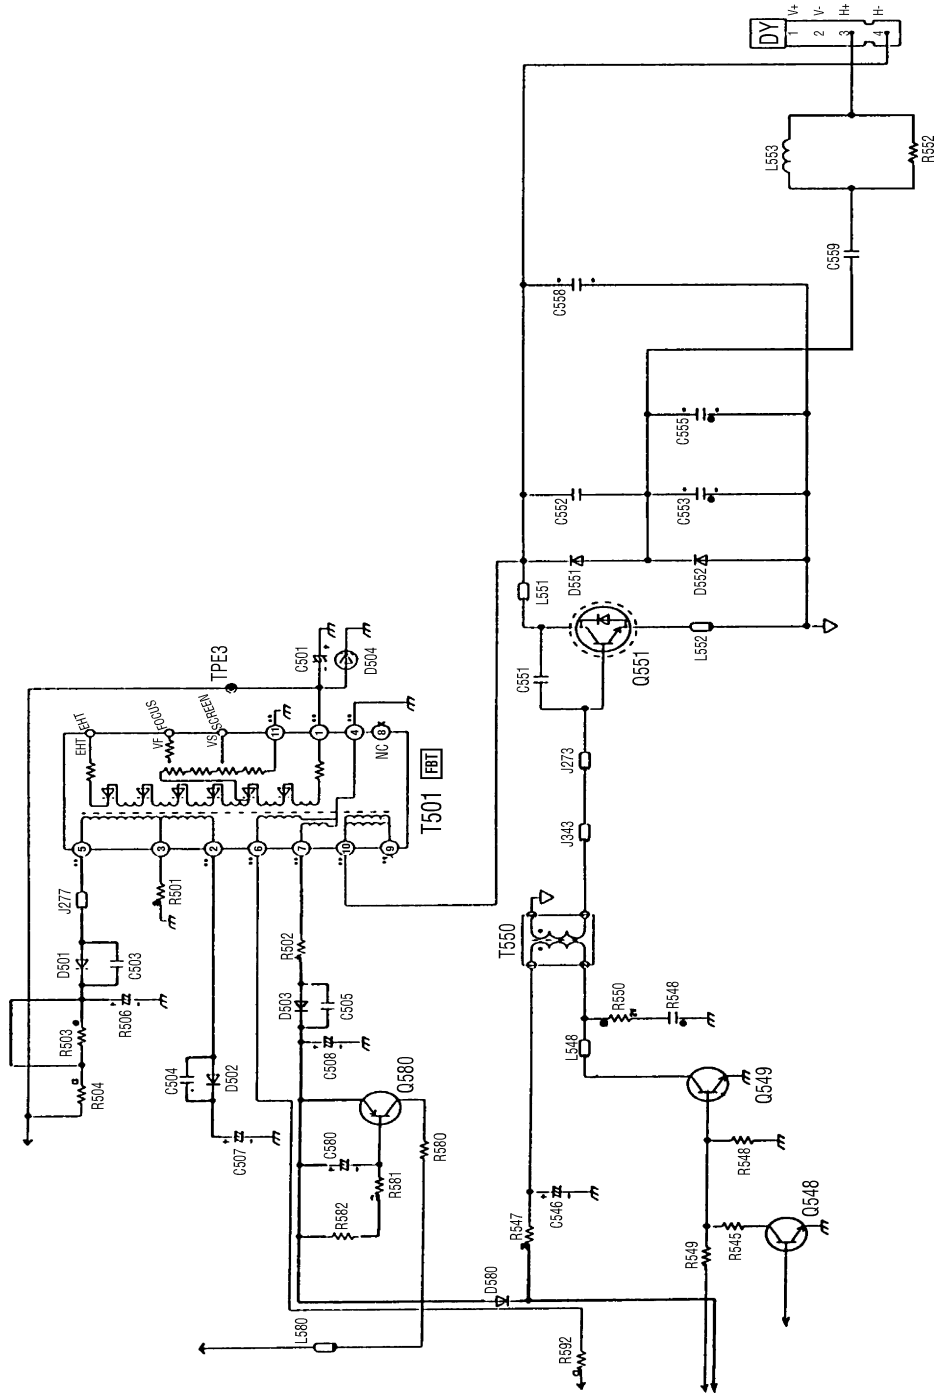 DY
V+
V-
H+
H-
1
2
3
4
L553
R552
C559
C558
C555
C552
C553
D551
D552
L551
L552
Q551
C551
J273
J343
T550
R550
R548
L548
Q549
R548
R545
Q548
R549
R547
C546
D580
R592
L580
TPE3
C501
D504
EHT
EHT
VF
FOCUS
VS
SCREEN
11
1
4
8
NC
FBT
T501
5
3
2
6
7
10
9
J277
R501
D501
C503
R503
R506
R504
C504
D502
C507
R502
D503
C505
C508
Q580
C580
R580
R581
R582